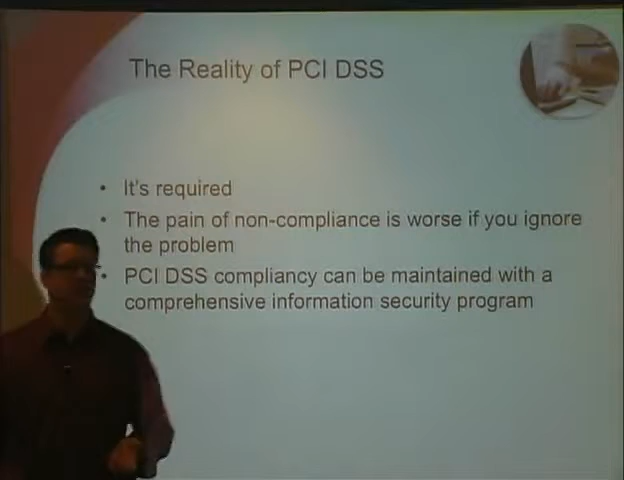 The Reality of PCI DSS
• It's required
• The pain of non-compliance is worse if you ignore
the problem
• PCI DSS compliancy can be maintained with a
comprehensive information security program